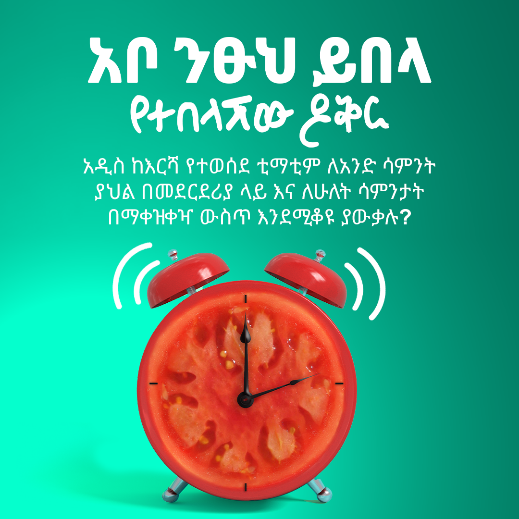 አቦ ንፁህ ይበላ
የተበላሸው ዶቅር
አዲስ ከእርሻ የተወሰደ ቲማቲም ለአንድ ሳምንት
ያህል በመደርደሪያ ላይ እና ለሁለት ሳምንታት
በማቀዝቀዣ ውስጥ እንደሚቆዩ ያውቃሉ?